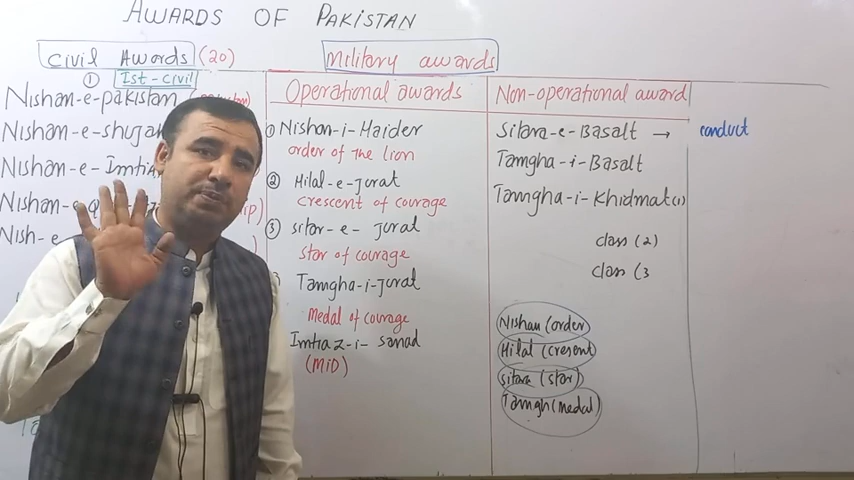 AWARDS OF PAKISTAN
Civil Awards (20)
Military awards
① Ist-civil
Nishan-e-pakistan
Nishan-e-shuja
Nishan-e-Imtia
Nishan-e
Nish-e
Operational awards
① Nishan-i-Haider
order of the lion
② Hilal-e-Jurat
crescent of courage
③ sitar-e-Jurat
star of courage
Tamgha-i-Jurat
Medal of courage
Imtiaz-i-sanad
(MiD)
Non-operational award
Sitara-e-Basalt → conduct
Tamgha-i-Basalt
Tamgha-i-Khidmat(1)
class (2)
class (3
Nishan (order
Hilal (cresent
sitara (star)
Tamgh (medal)